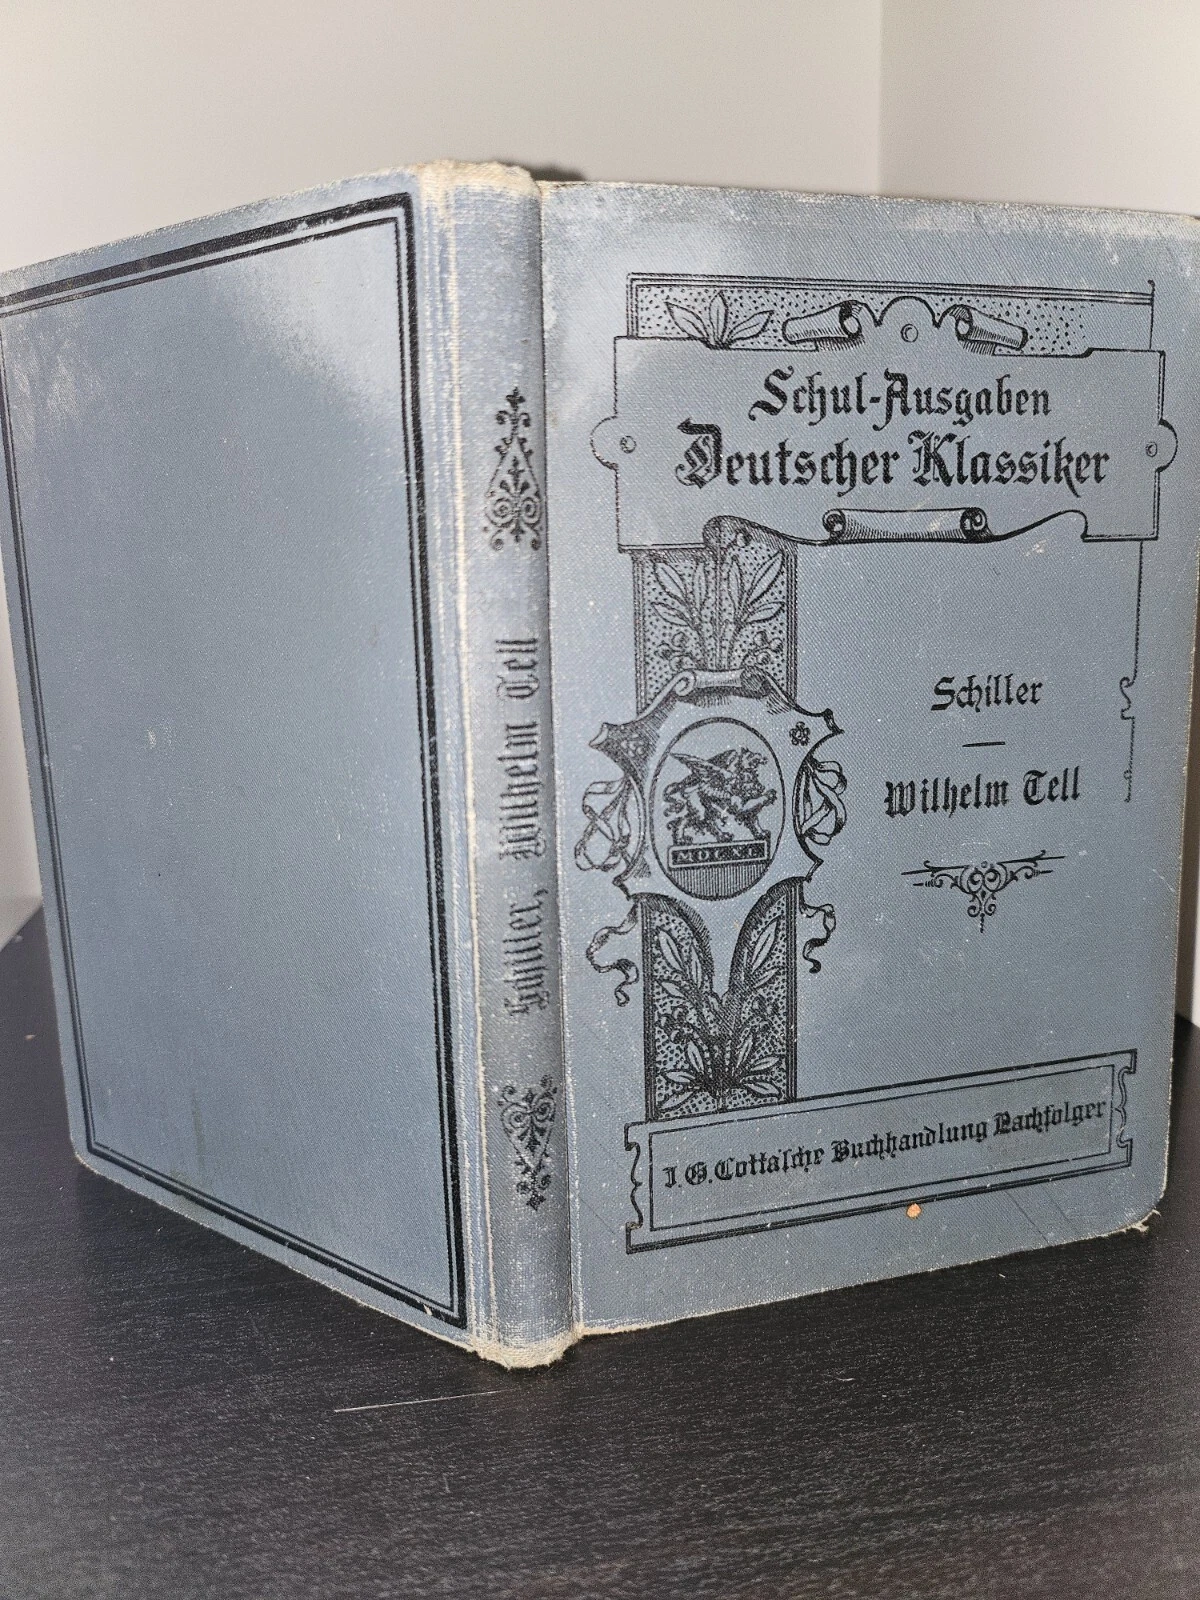 Schul-Ausgaben
Deutscher Klassiker
Schiller
Wilhelm Tell
J. G. Cotta'sche Buchhandlung Nachfolger
Schiller, Wilhelm Tell